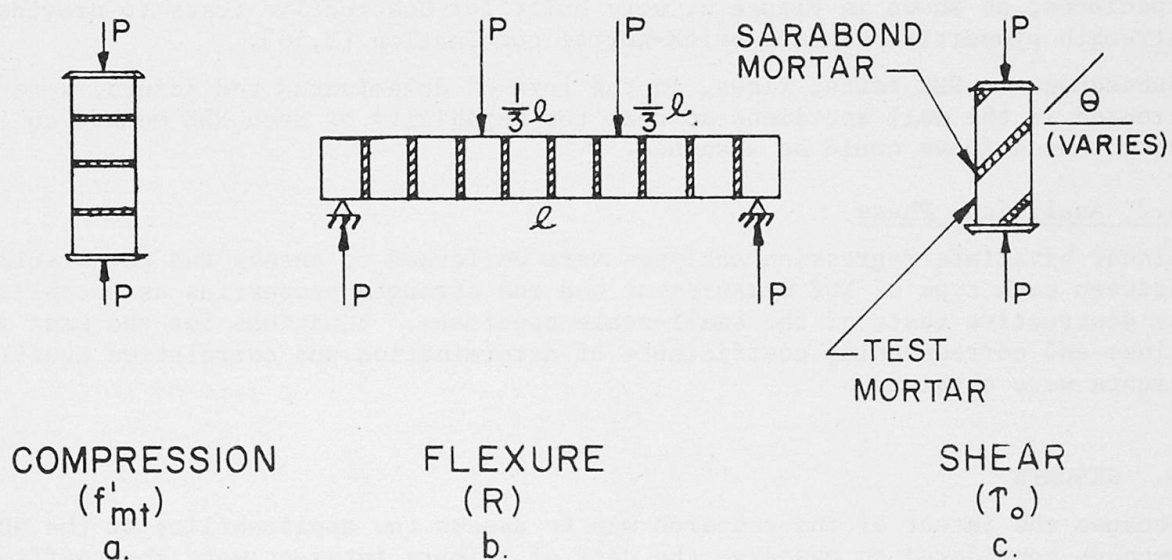 P
P
P
SARABOND
MORTAR
P
1/3 ℓ
1/3 ℓ
θ
(VARIES)
ℓ
P
P
P
P
TEST
MORTAR
COMPRESSION
(f'mt)
a.
FLEXURE
(R)
b.
SHEAR
(τo)
c.